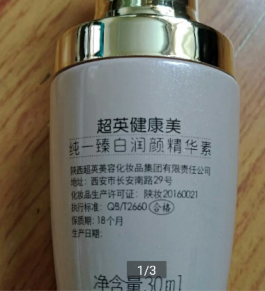 超英健康美
纯一臻白润颜精华素
陕西超英美容化妆品集团有限责任公司
地址：西安市长安南路29号
化妆品生产许可证：陕妆20160021
执行标准：QB/T2660 合格
保质期：18个月
生产日期：
净含量30ml
1/3